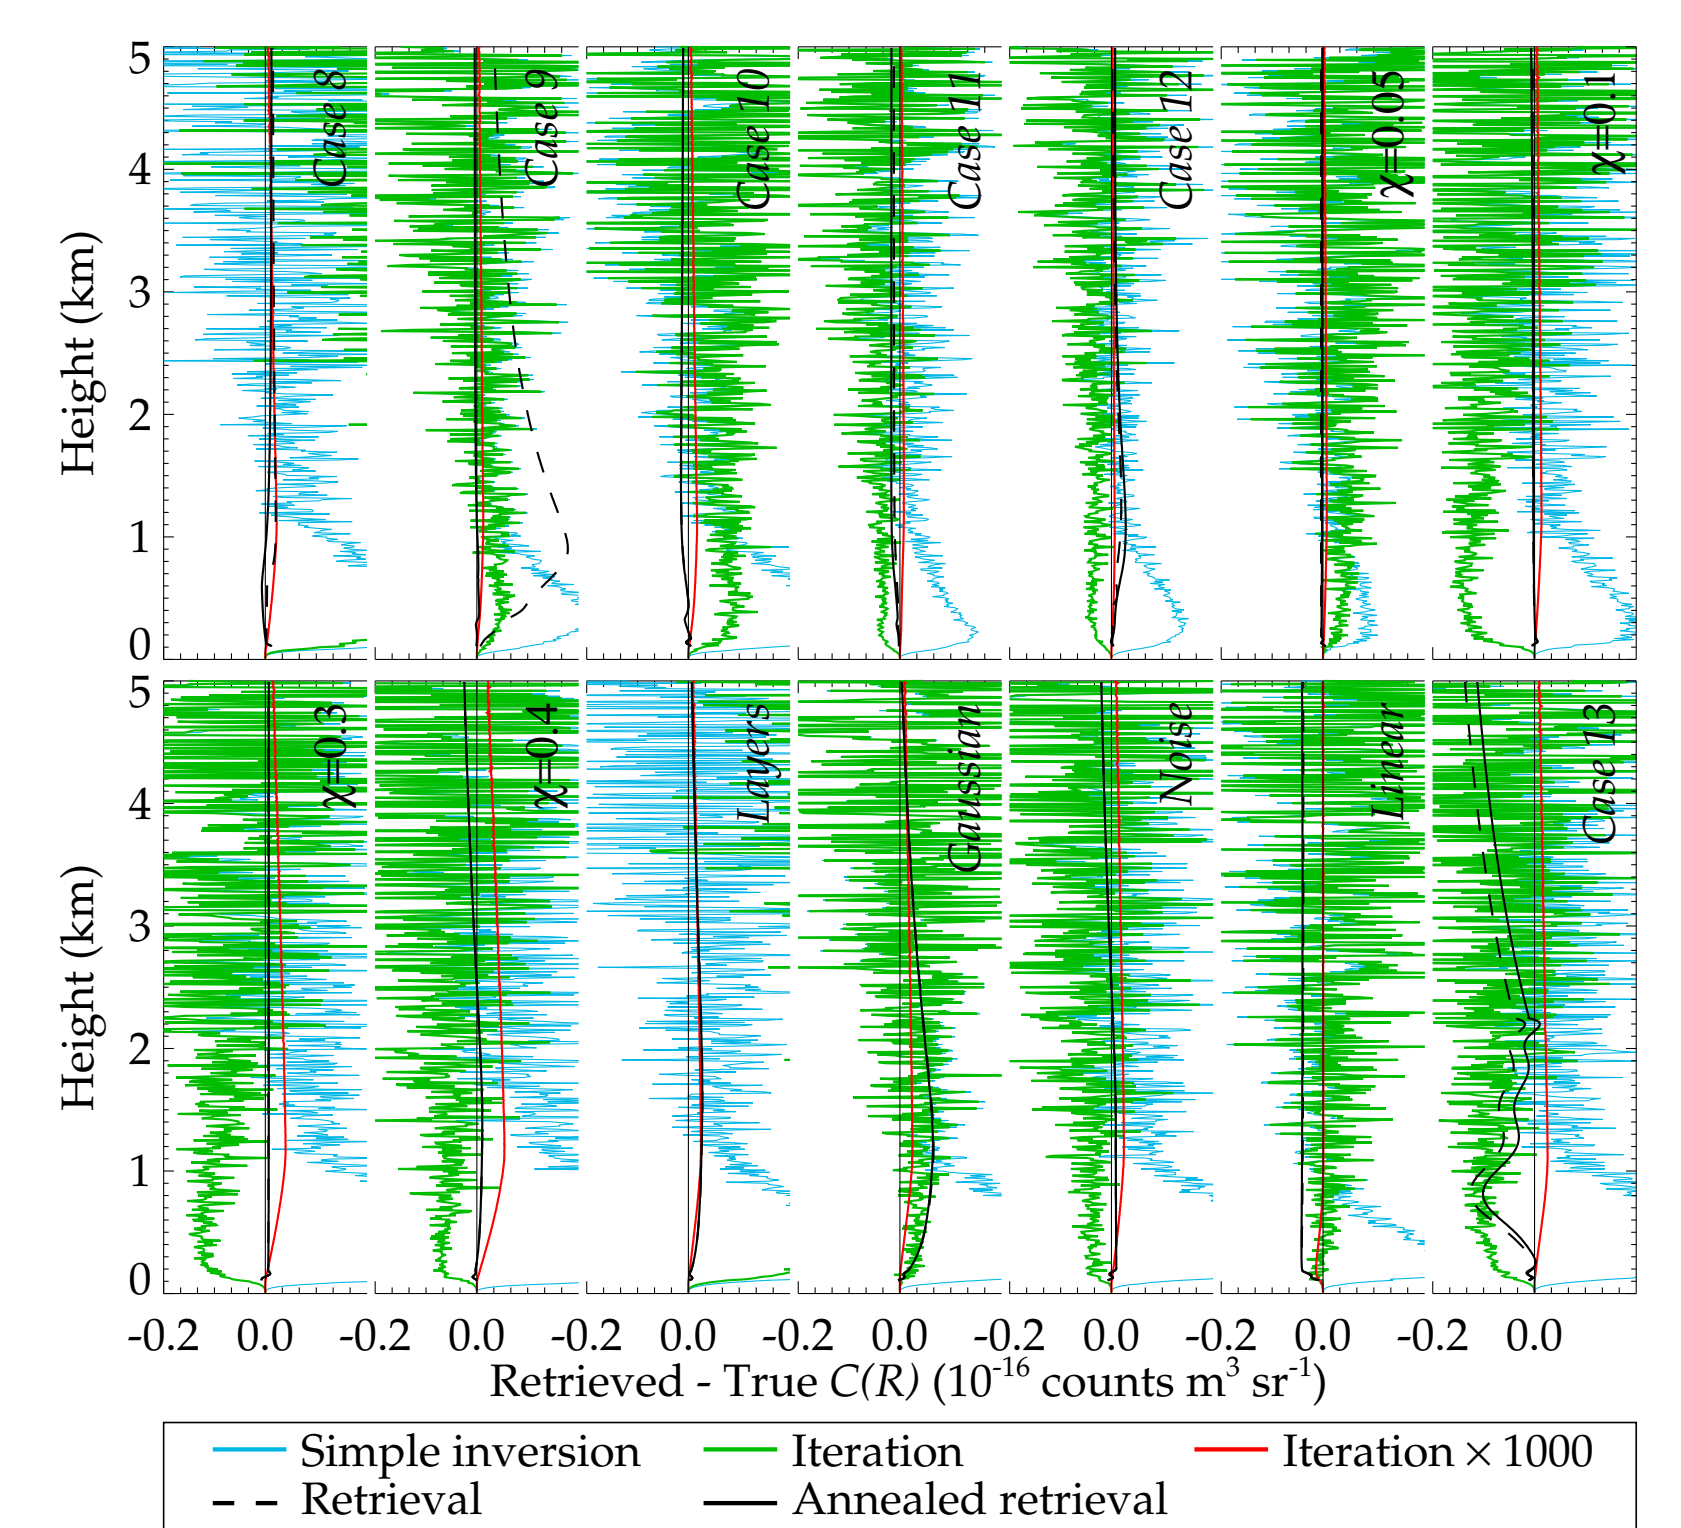 5
4
3
2
1
0
Height (km)
Case 8
Case 9
Case 10
Case 11
Case 12
χ=0.05
χ=0.1
5
4
3
2
1
0
Height (km)
χ=0.3
χ=0.4
Layers
Gaussian
Noise
Linear
Case 13
-0.2 0.0 -0.2 0.0 -0.2 0.0 -0.2 0.0 -0.2 0.0 -0.2 0.0 -0.2 0.0
Retrieved - True C(R) (10⁻¹⁶ counts m³ sr⁻¹)
Simple inversion Iteration Iteration × 1000
Retrieval Annealed retrieval